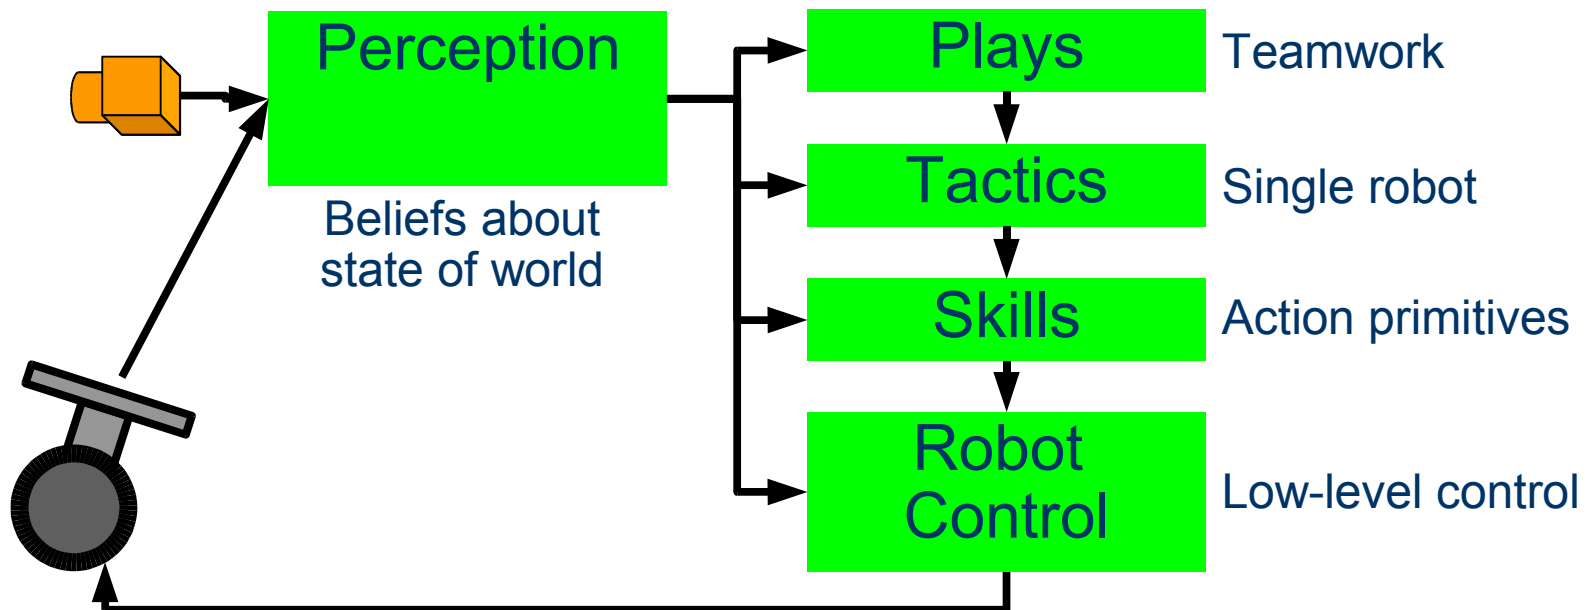 Perception
Beliefs about
state of world
Plays
Teamwork
Tactics
Single robot
Skills
Action primitives
Robot
Control
Low-level control